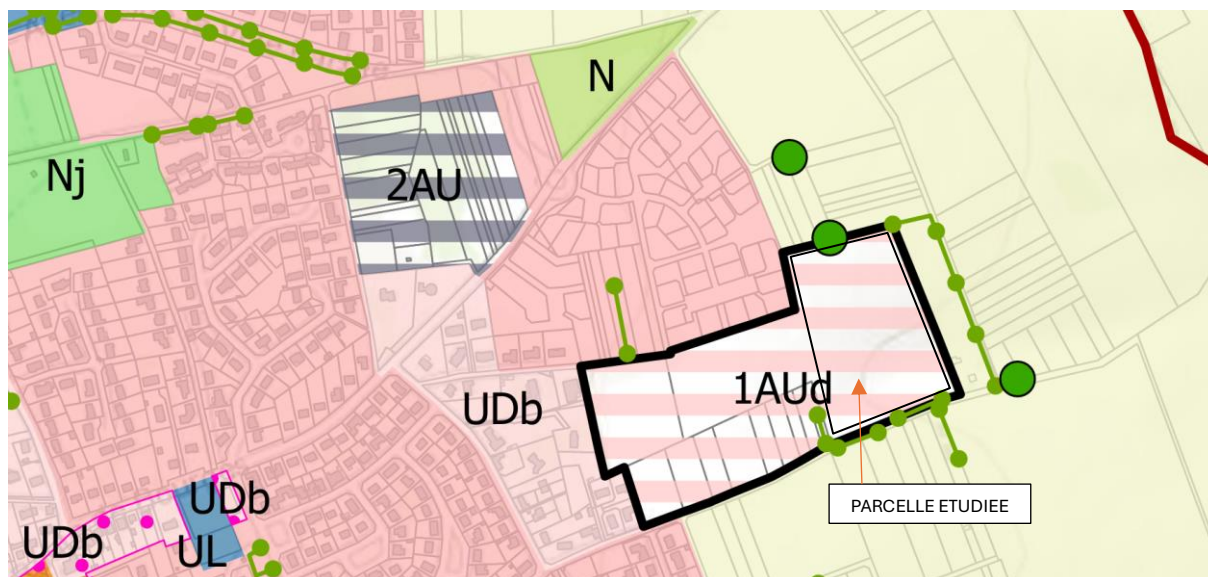 N
Nj
2AU
1AUd
UDb
UDb
PARCELLE ETUDIEE
UDb
UL